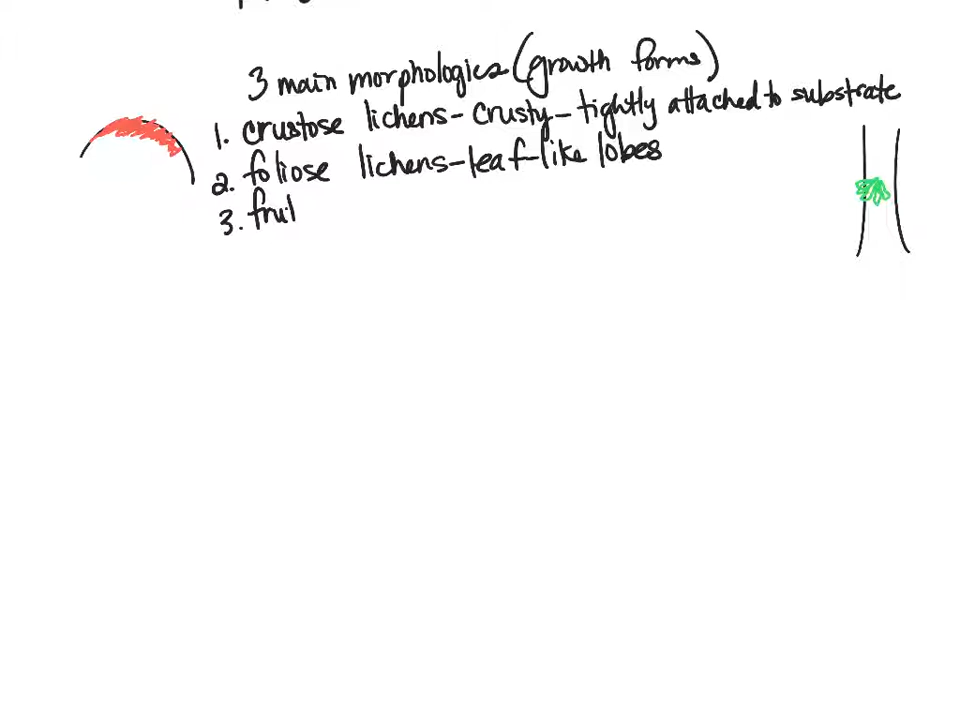 3 main morphologies (growth forms)
1. crustose lichens - crusty - tightly attached to substrate
2. foliose lichens - leaf-like lobes
3. fruti